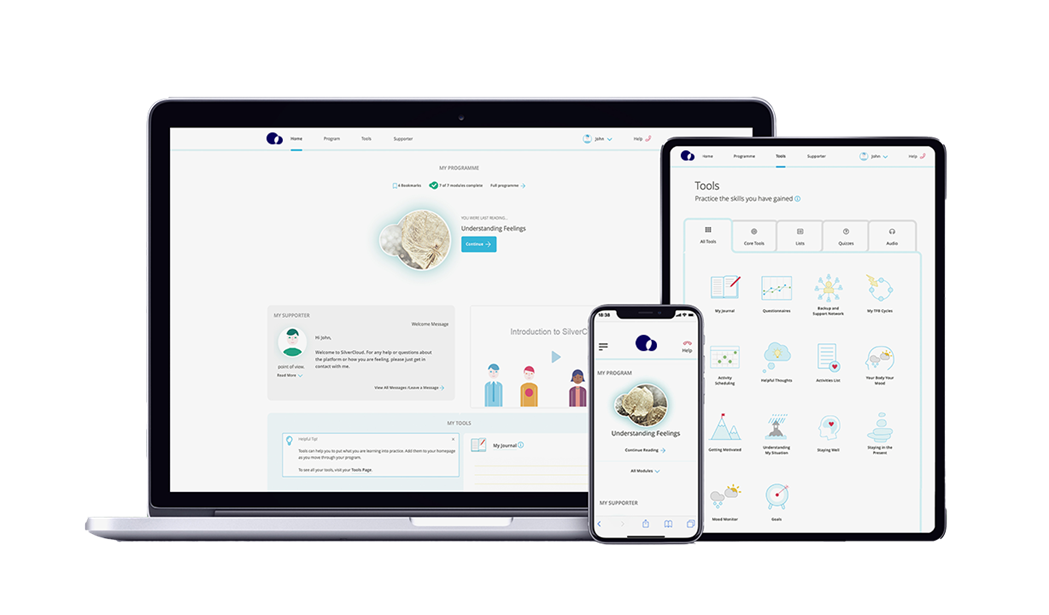 Home Program Tools Supporter John Help
MY PROGRAMME
4 Bookmarks 7 of 7 modules complete Full programme
YOU WERE LAST READING...
Understanding Feelings
Continue
MY SUPPORTER
Welcome Message
Hi John,
Welcome to SilverCloud. For any help or questions about
the platform or how you are feeling, please just get in
contact with me.
point of view
Read More
View All Messages /Leave a Message
Introduction to SilverCl
MY TOOLS
Helpful Tip!
x
Tools can help you to put what you are learning into practice. Add them to your homepage
as you move through your program.
To see all your tools, visit your Tools Page.
My Journal
10:38
Help
MY PROGRAM
Understanding Feelings
Continue Reading
All Modules
MY SUPPORTER
Home Programme Tools Supporter John Help
Tools
Practice the skills you have gained
All Tools Core Tools Lists Quizzes Audio
My Journal Questionnaires Backup and My TFB Cycles
Support Network
Activity Helpful Thoughts Activities List Your Body Your
Scheduling Mind
Getting Motivated Understanding Staying Well Staying in the
My Situation Present
Mood Monitor Goals